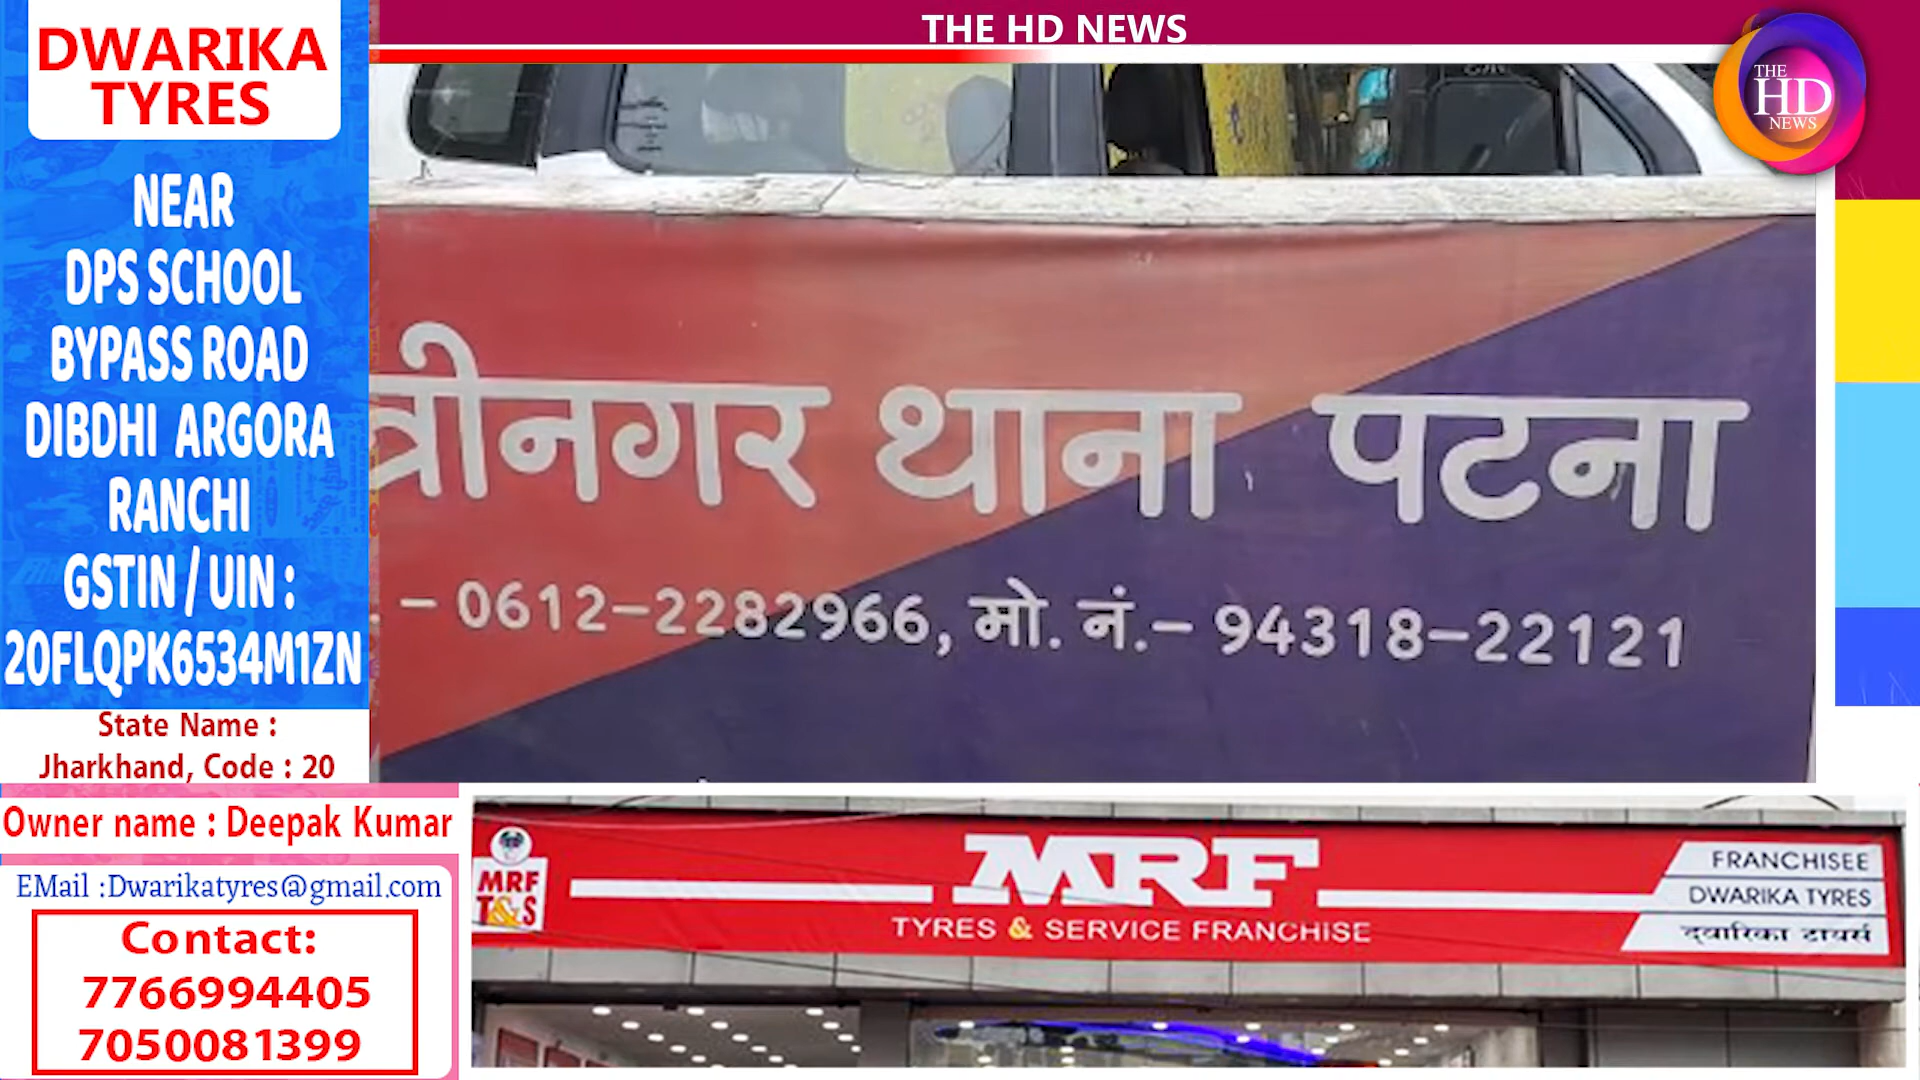 THE HD NEWS
THE
HD
NEWS
DWARIKA
TYRES
NEAR
DPS SCHOOL
BYPASS ROAD
DIBDHI ARGORA
RANCHI
GSTIN / UIN :
20FLQPK6534M1ZN
State Name :
Jharkhand, Code : 20
Owner name : Deepak Kumar
EMail :Dwarikatyres@gmail.com
Contact:
7766994405
7050081399
त्रीनगर थाना पटना
. - 0612-2282966, मो. नं.- 94318-22121
MRF
T&S
MRF
TYRES & SERVICE FRANCHISE
FRANCHISEE
DWARIKA TYRES
द्वारिका टायर्स